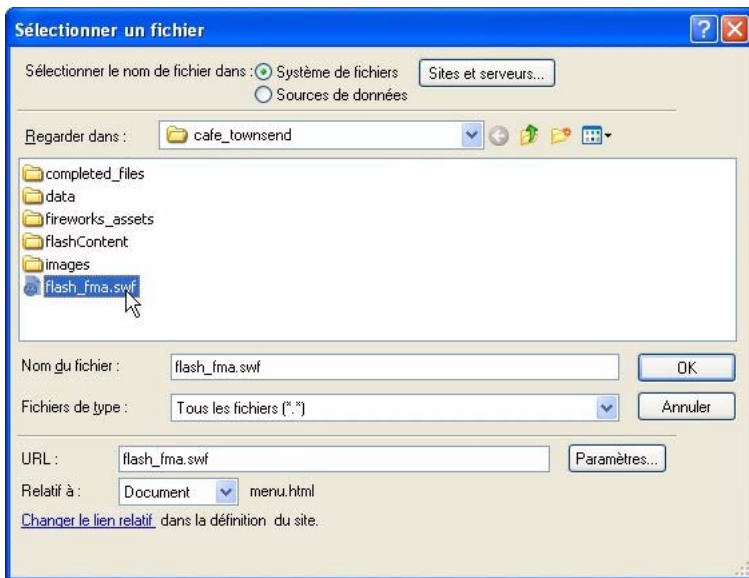 Sélectionner un fichier
Sélectionner le nom de fichier dans : Système de fichiers Sites et serveurs...
Sources de données
Regarder dans : cafe_townsend
completed_files
data
fireworks_assets
flashContent
images
flash_fma.swf
Nom du fichier : flash_fma.swf OK
Fichiers de type : Tous les fichiers (*.*) Annuler
URL : flash_fma.swf Paramètres...
Relatif à : Document menu.html
Changer le lien relatif dans la définition du site.